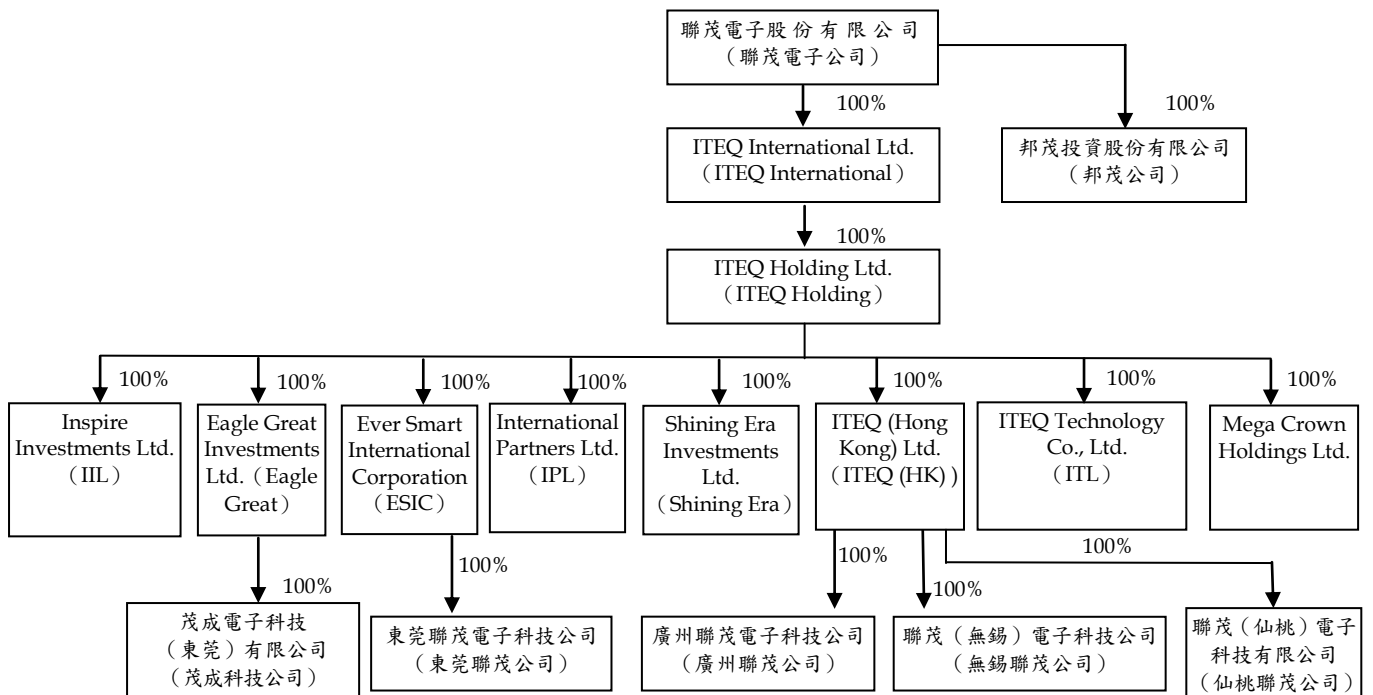 聯茂電子股份有限公司
（聯茂電子公司）
100%
100%
ITEQ International Ltd.
（ITEQ International）
邦茂投資股份有限公司
（邦茂公司）
100%
ITEQ Holding Ltd.
（ITEQ Holding）
100%
100%
100%
100%
100%
100%
100%
100%
Inspire
Investments Ltd.
（IIL）
Eagle Great
Investments
Ltd.（Eagle
Great）
Ever Smart
International
Corporation
（ESIC）
International
Partners Ltd.
（IPL）
Shining Era
Investments
Ltd.
（Shining Era）
ITEQ (Hong
Kong) Ltd.
（ITEQ (HK)）
ITEQ Technology
Co., Ltd.
（ITL）
Mega Crown
Holdings Ltd.
100%
100%
100%
100%
100%
茂成電子科技
（東莞）有限公司
（茂成科技公司）
東莞聯茂電子科技公司
（東莞聯茂公司）
廣州聯茂電子科技公司
（廣州聯茂公司）
聯茂（無錫）電子科技公司
（無錫聯茂公司）
聯茂（仙桃）電子
科技有限公司
（仙桃聯茂公司）